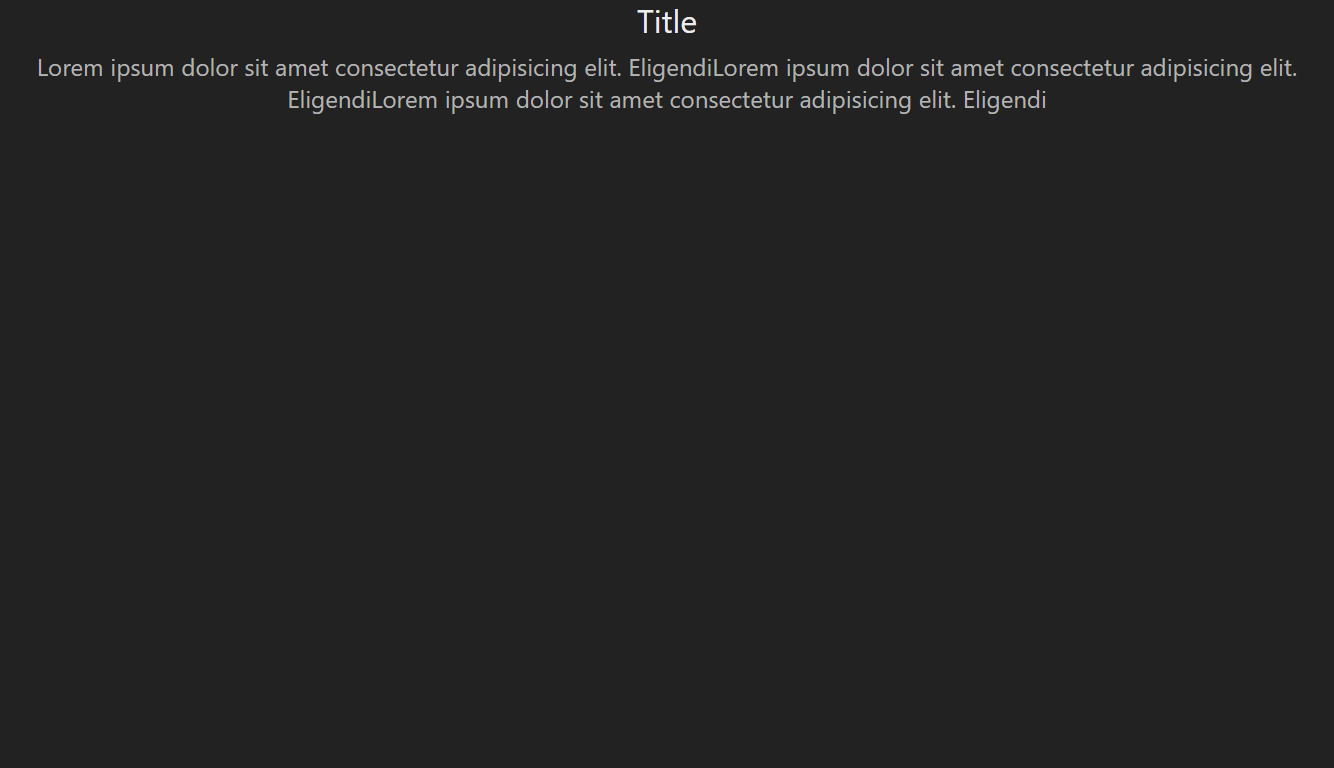 Title
Lorem ipsum dolor sit amet consectetur adipisicing elit. EligendiLorem ipsum dolor sit amet consectetur adipisicing elit.
EligendiLorem ipsum dolor sit amet consectetur adipisicing elit. Eligendi